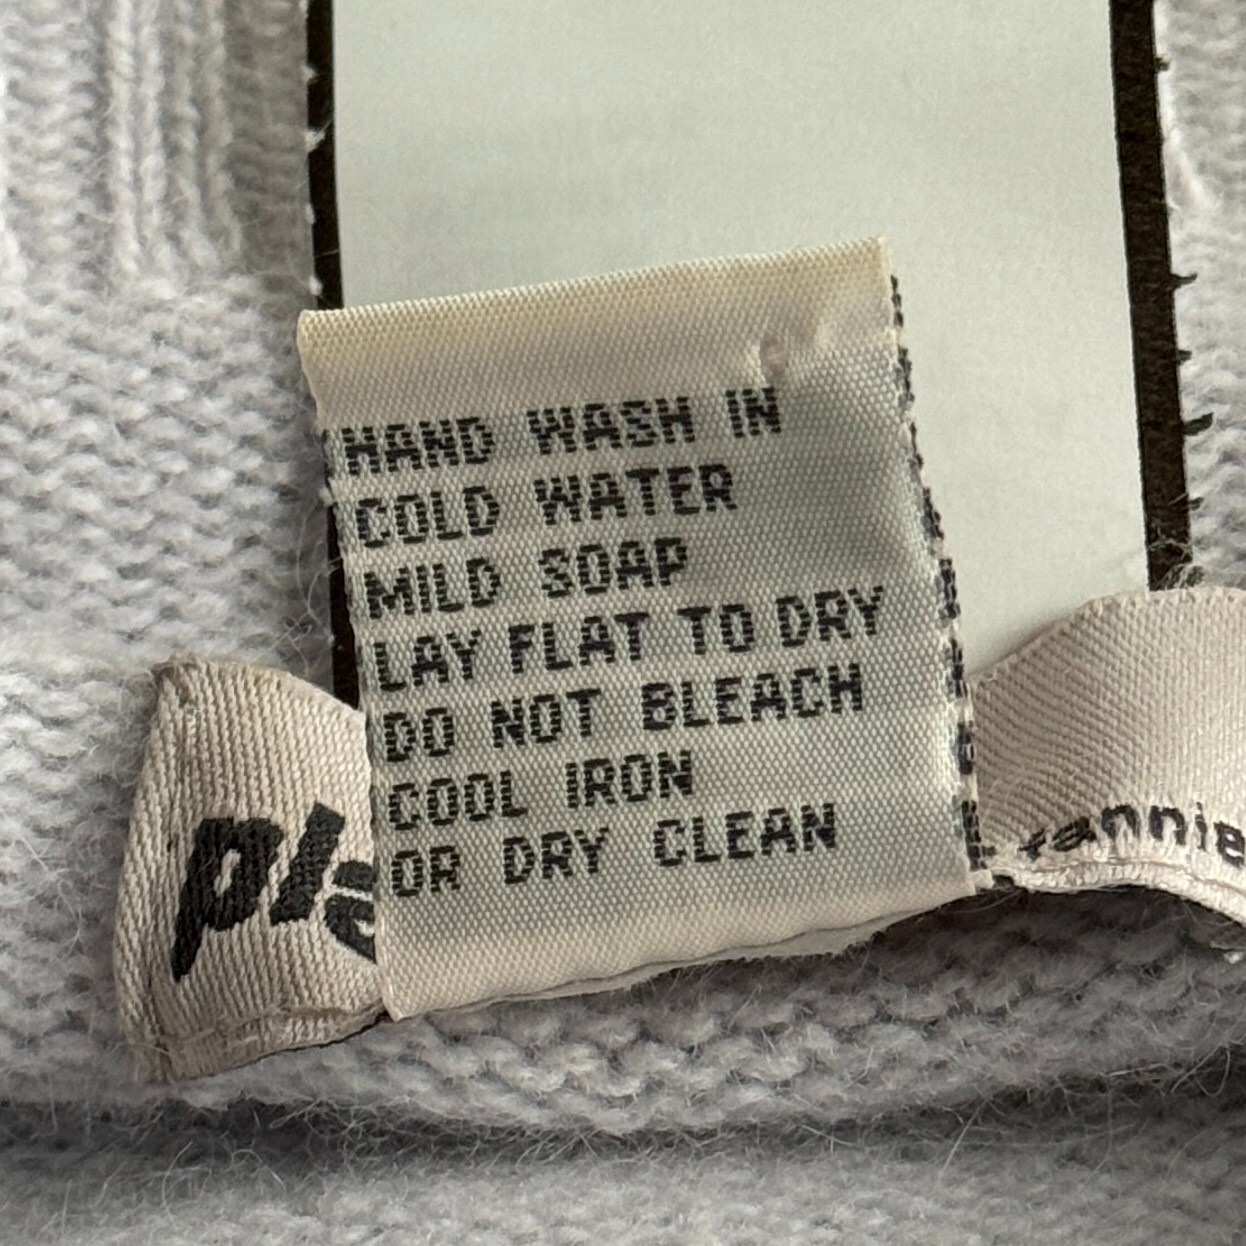 HAND WASH IN
COLD WATER
MILD SOAP
LAY FLAT TO DRY
DO NOT BLEACH
COOL IRON
OR DRY CLEAN